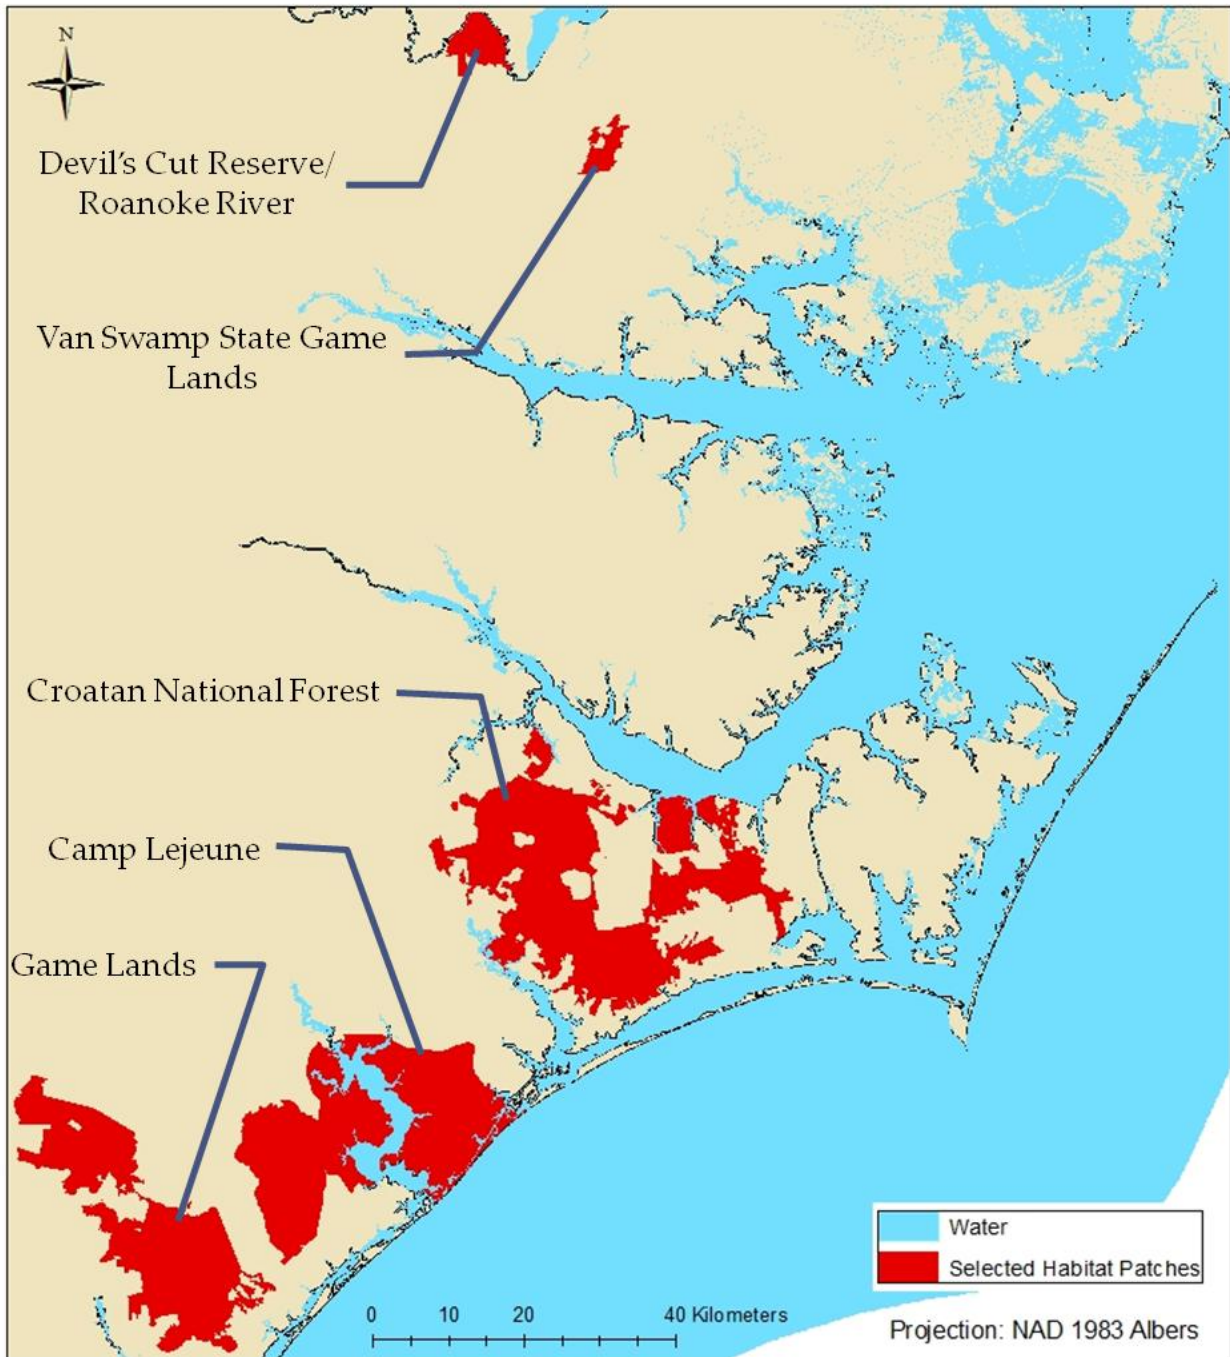 N
Devil's Cut Reserve/
Roanoke River
Van Swamp State Game
Lands
Croatan National Forest
Camp Lejeune
Game Lands
Water
Selected Habitat Patches
0 10 20 40 Kilometers
Projection: NAD 1983 Albers